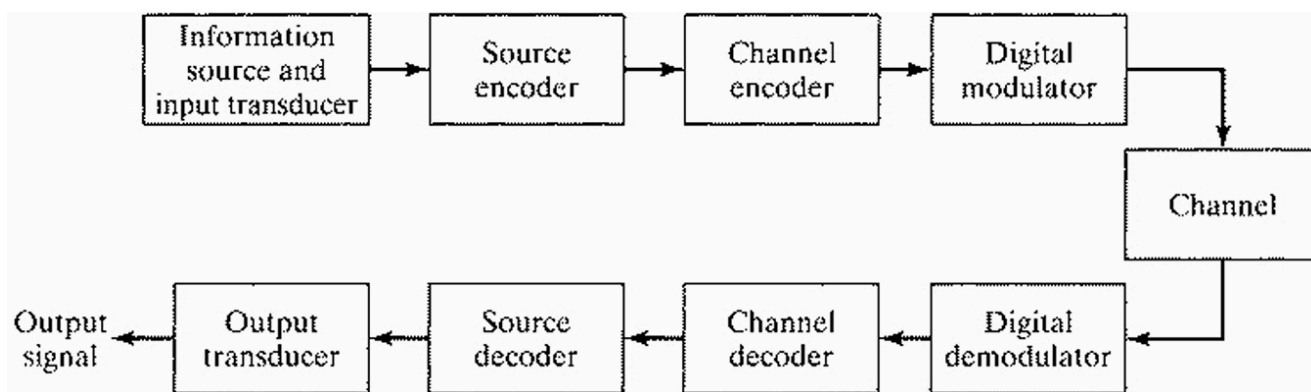 Information
source and
input transducer
Source
encoder
Channel
encoder
Digital
modulator
Channel
Output
signal
Output
transducer
Source
decoder
Channel
decoder
Digital
demodulator